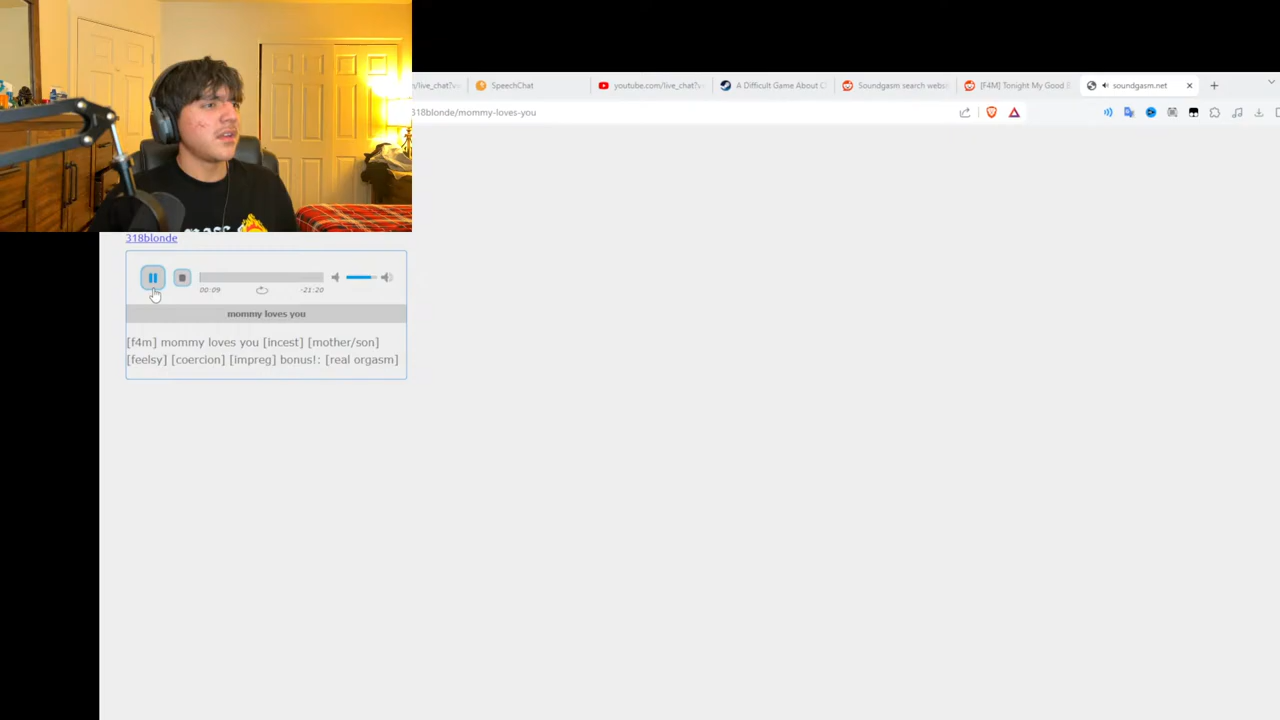 /live_chat?v
SpeechChat
youtube.com/live_chat?v
A Difficult Game About C
Soundgasm search webs
[F4M] Tonight My Good
soundgasm.net
318blonde/mommy-loves-you
318blonde
00:09
-21:20
mommy loves you
[f4m] mommy loves you [incest] [mother/son]
[feelsy] [coercion] [impreg] bonus!: [real orgasm]